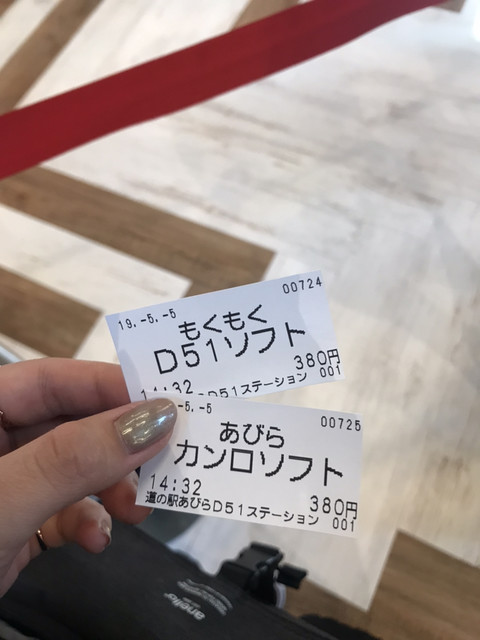 00724
19.-5.-5
もくもく
D51ソフト
380円
14:32
D51ステーション 001
-5.-5
00725
あびら
カンロソフト
14:32
380円
道の駅あびらD51ステーション 001
anello